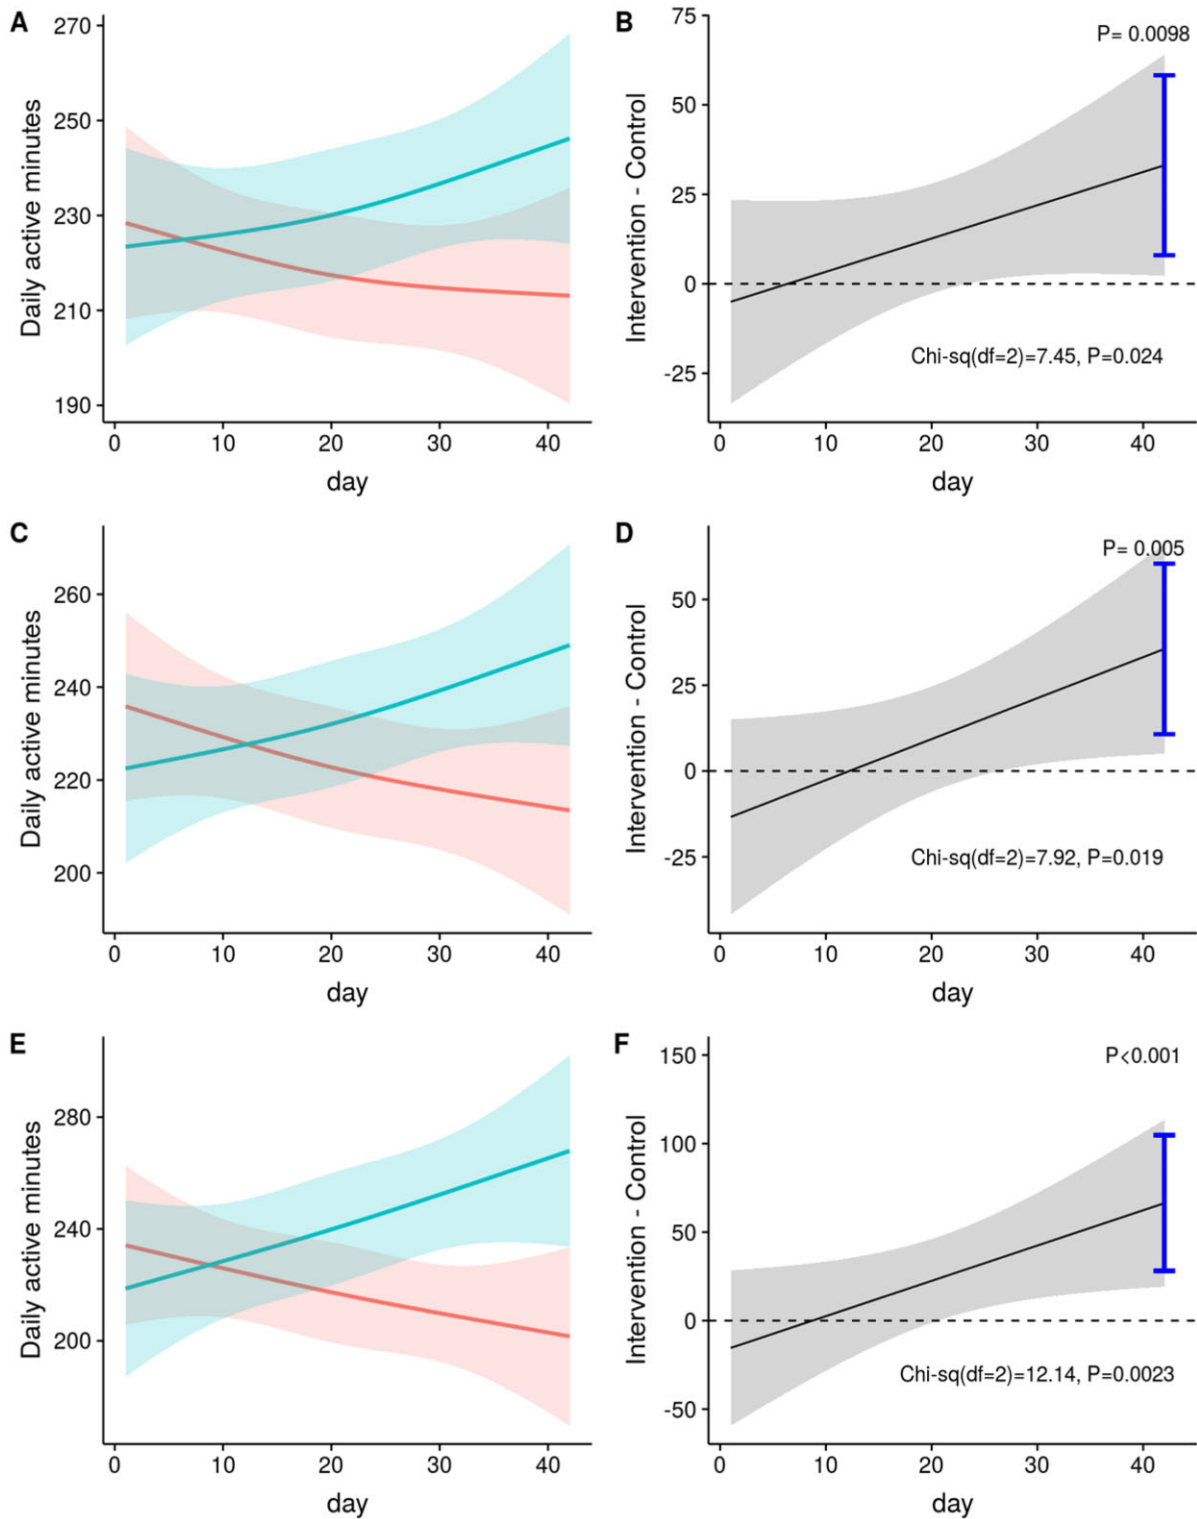 A
Daily active minutes
270
250
230
210
190
0 10 20 30 40
day
B
Intervention - Control
75
50
25
0
-25
P= 0.0098
Chi-sq(df=2)=7.45, P=0.024
0 10 20 30 40
day
C
Daily active minutes
260
240
220
200
0 10 20 30 40
day
D
Intervention - Control
50
25
0
-25
P= 0.005
Chi-sq(df=2)=7.92, P=0.019
0 10 20 30 40
day
E
Daily active minutes
280
240
200
0 10 20 30 40
day
F
Intervention - Control
150
100
50
0
-50
P<0.001
Chi-sq(df=2)=12.14, P=0.0023
0 10 20 30 40
day